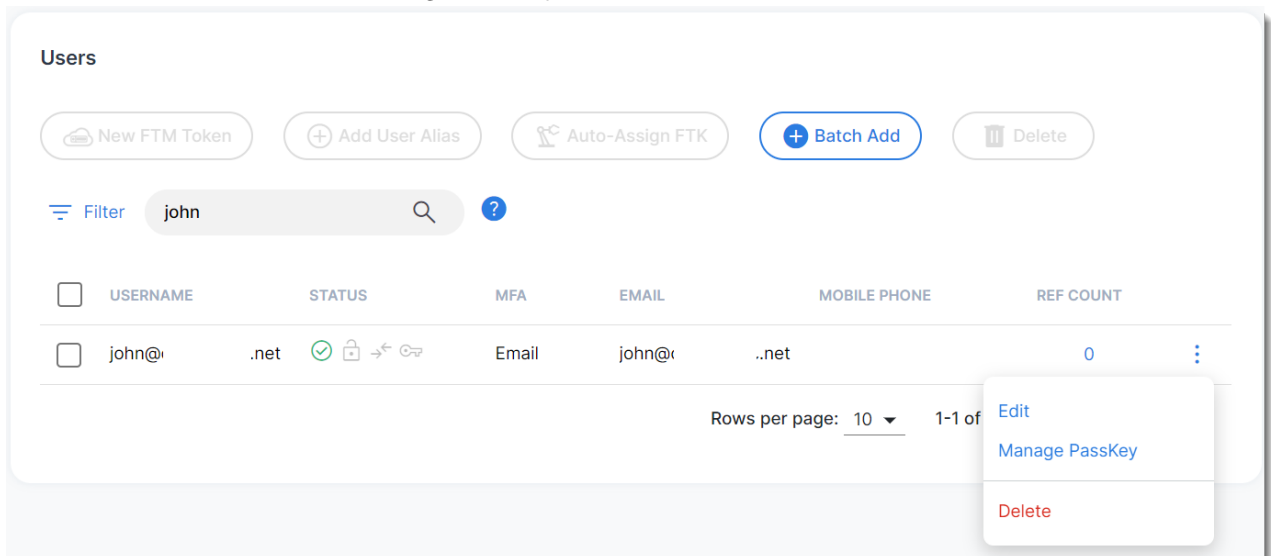 Users
New FTM Token Add User Alias Auto-Assign FTK Batch Add Delete
Filter john ?
USERNAME STATUS MFA EMAIL MOBILE PHONE REF COUNT
john@ .net Email john@ ..net 0
Rows per page: 10 1-1 of
Edit
Manage PassKey
Delete